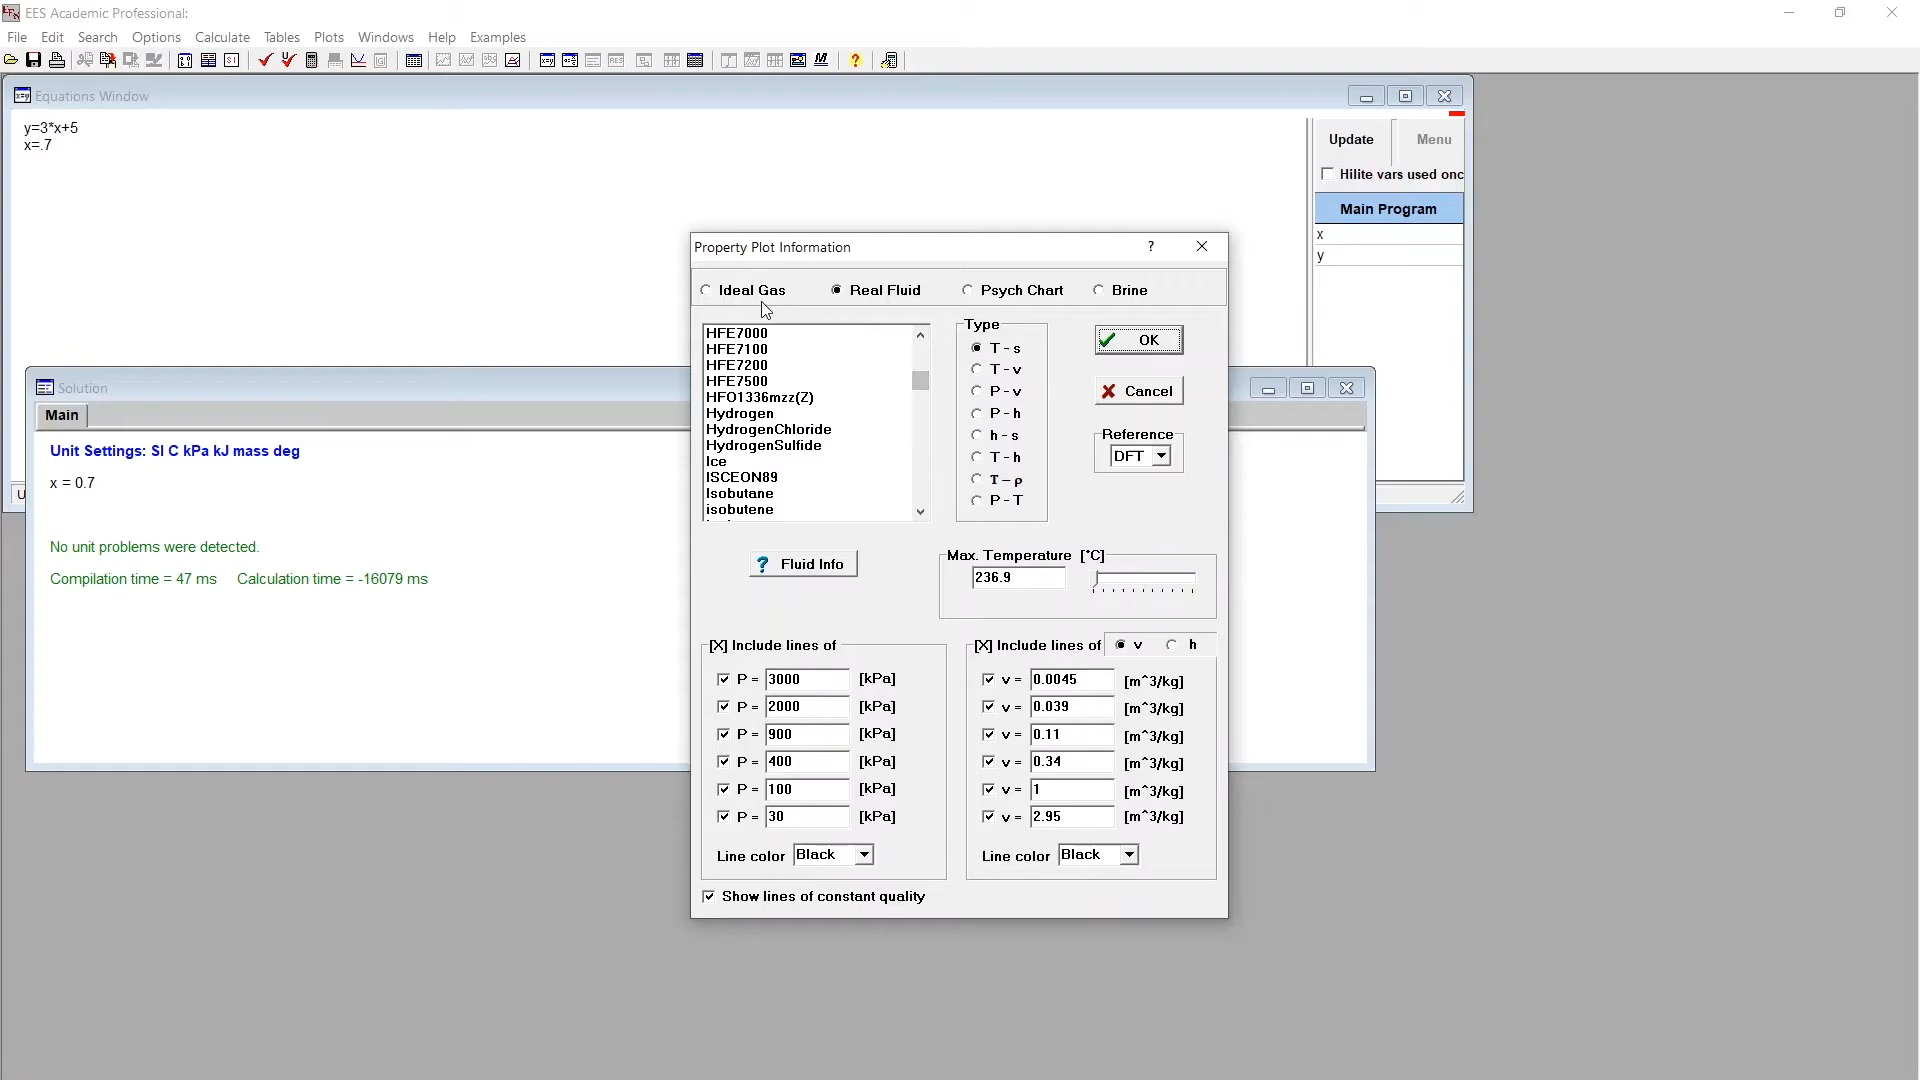 EES Academic Professional:
File Edit Search Options Calculate Tables Plots Windows Help Examples
Equations Window
y=3*x+5
x=.7
Update Menu
Hilite vars used onc
Main Program
x
y
Solution
Main
Unit Settings: SI C kPa kJ mass deg
x = 0.7
No unit problems were detected.
Compilation time = 47 ms Calculation time = -16079 ms
Property Plot Information
Ideal Gas Real Fluid Psych Chart Brine
HFE7000
HFE7100
HFE7200
HFE7500
HFO1336mzz(Z)
Hydrogen
HydrogenChloride
HydrogenSulfide
Ice
ISCEON89
Isobutane
isobutene
Type
T - s
T - v
P - v
P - h
h - s
T - h
T – ρ
P - T
OK
Cancel
Reference
DFT
Fluid Info
Max. Temperature [°C]
236.9
[X] Include lines of
P = 3000 [kPa]
P = 2000 [kPa]
P = 900 [kPa]
P = 400 [kPa]
P = 100 [kPa]
P = 30 [kPa]
Line color Black
[X] Include lines of v h
v = 0.0045 [m^3/kg]
v = 0.039 [m^3/kg]
v = 0.11 [m^3/kg]
v = 0.34 [m^3/kg]
v = 1 [m^3/kg]
v = 2.95 [m^3/kg]
Line color Black
Show lines of constant quality